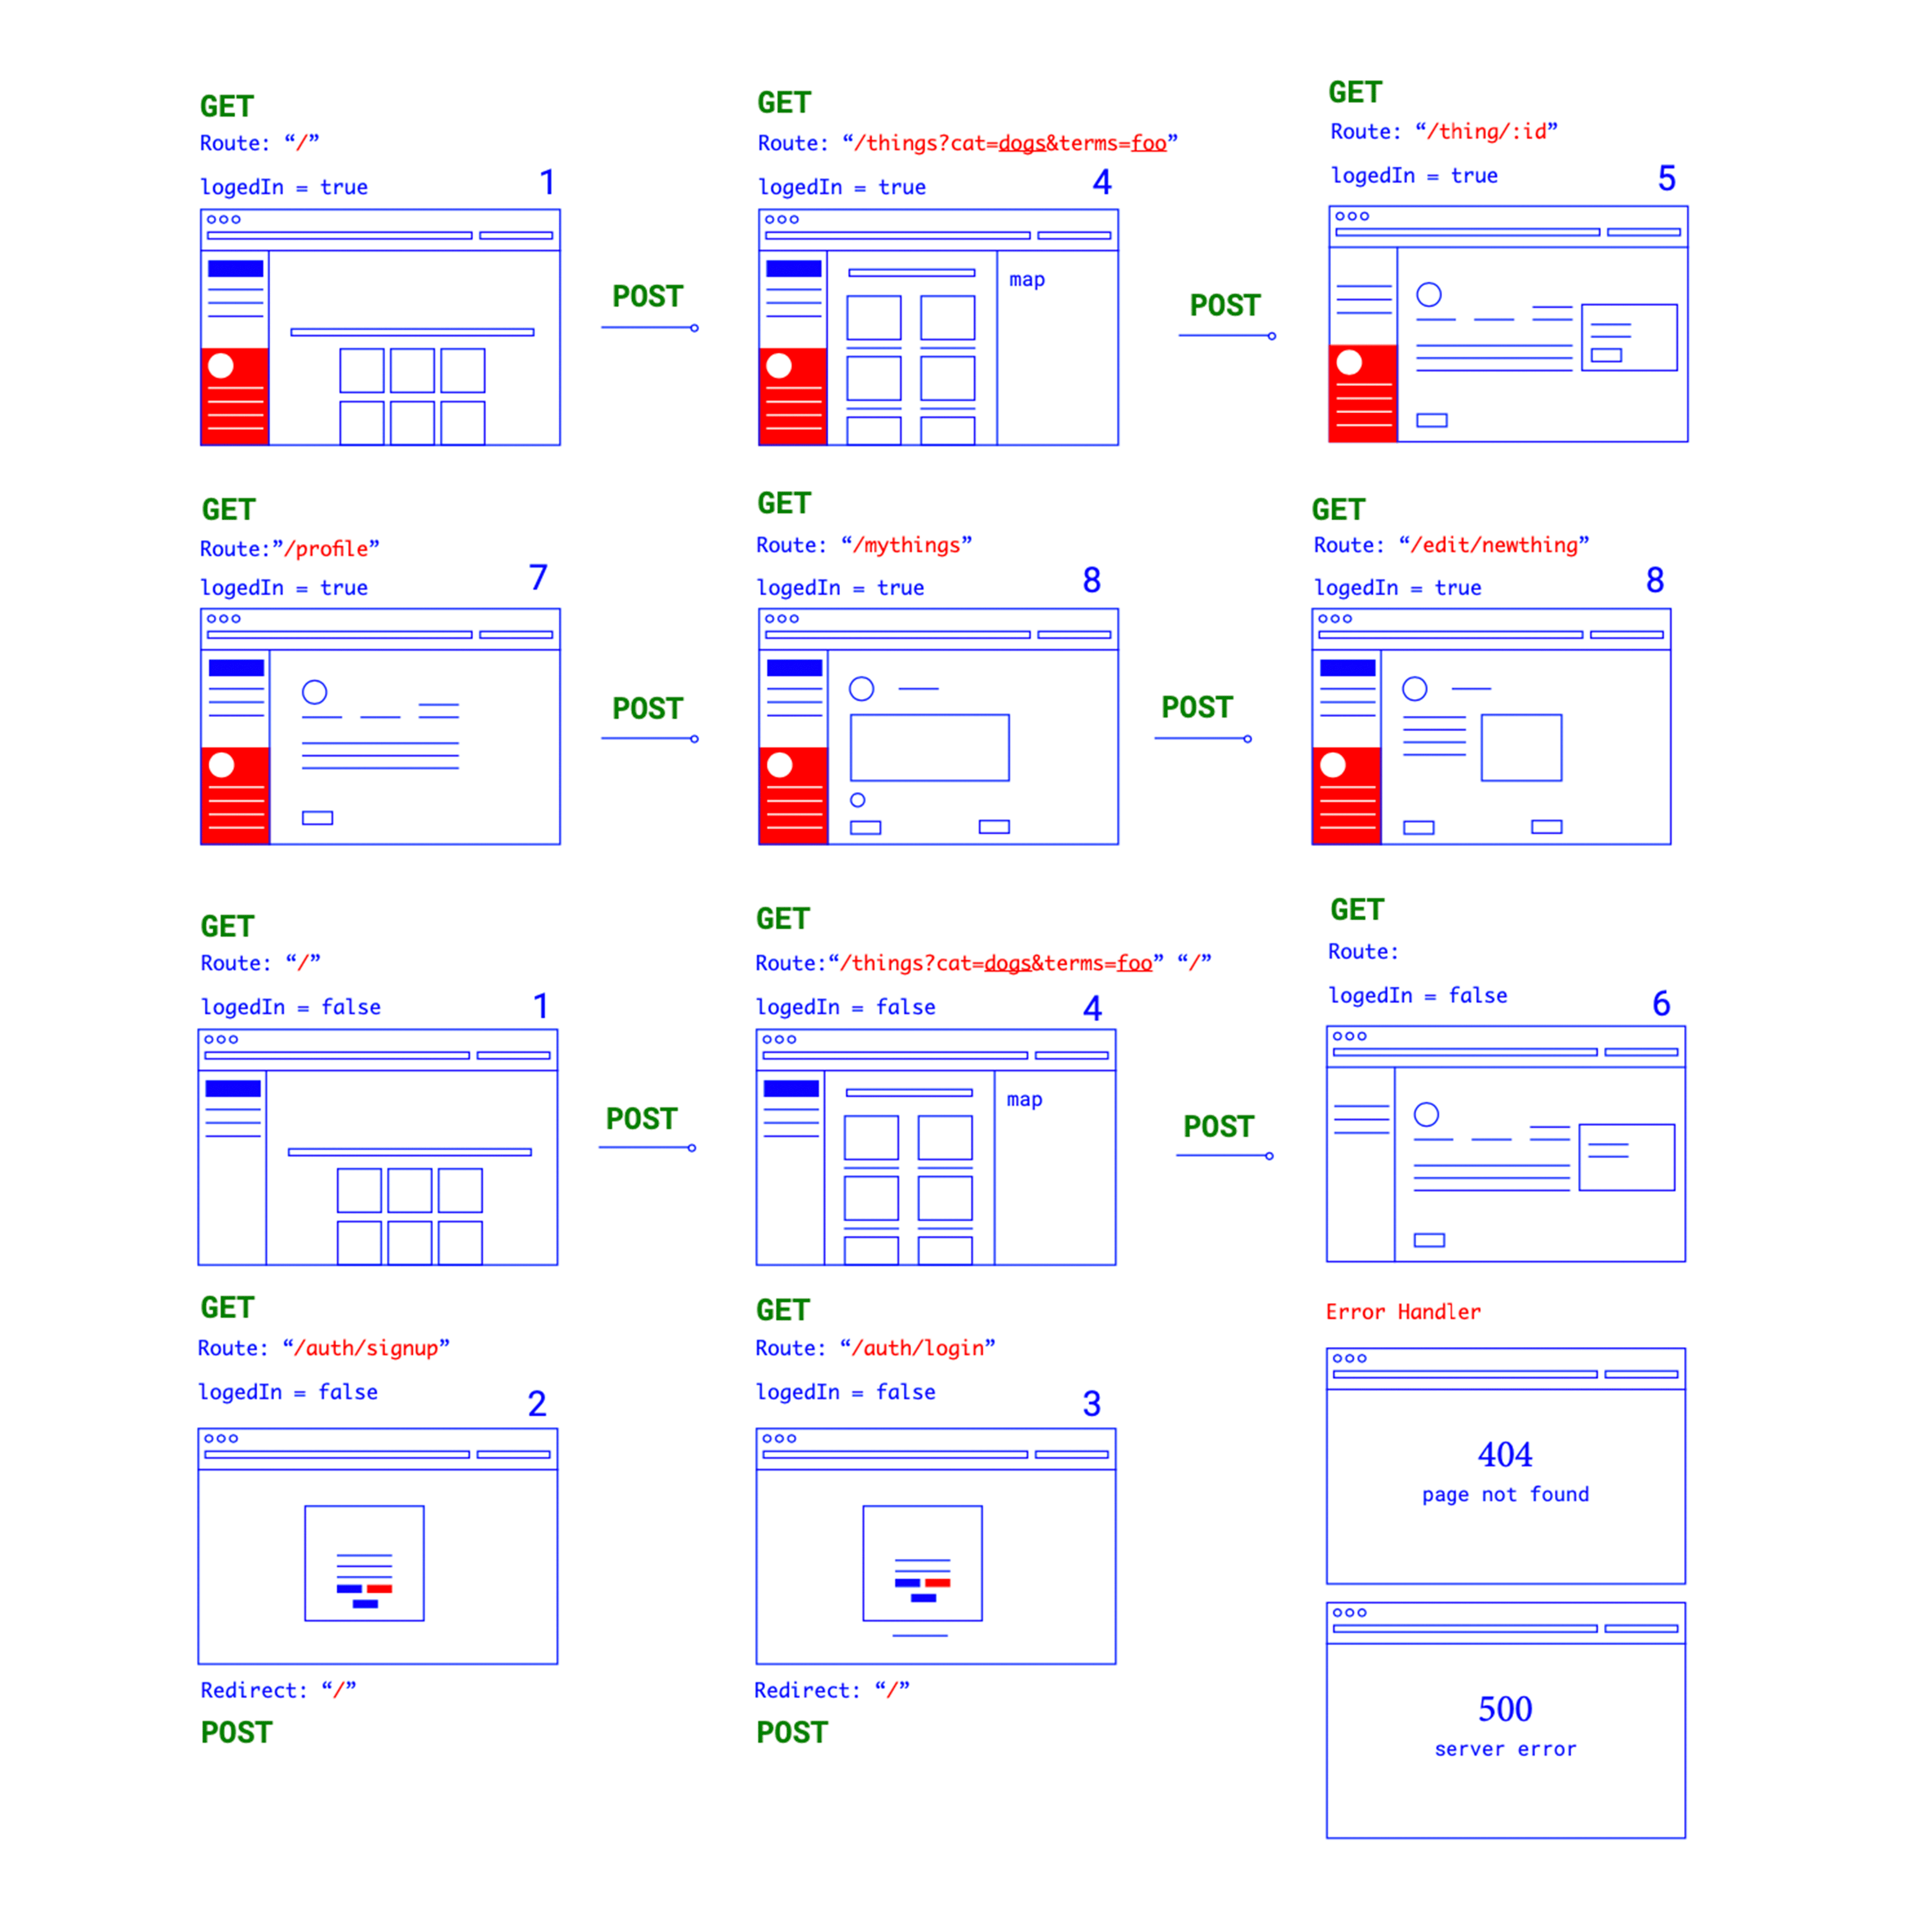 GET
Route: “/”
logedIn = true
1
POST
GET
Route: “/things?cat=dogs&terms=foo”
logedIn = true
4
map
POST
GET
Route: “/thing/:id”
logedIn = true
5
GET
Route:”/profile”
logedIn = true
7
POST
GET
Route: “/mythings”
logedIn = true
8
POST
GET
Route: “/edit/newthing”
logedIn = true
8
GET
Route: “/”
logedIn = false
1
POST
GET
Route:“/things?cat=dogs&terms=foo” “/”
logedIn = false
4
map
POST
GET
Route:
logedIn = false
6
GET
Route: “/auth/signup”
logedIn = false
2
Redirect: “/”
POST
GET
Route: “/auth/login”
logedIn = false
3
Redirect: “/”
POST
Error Handler
404
page not found
500
server error